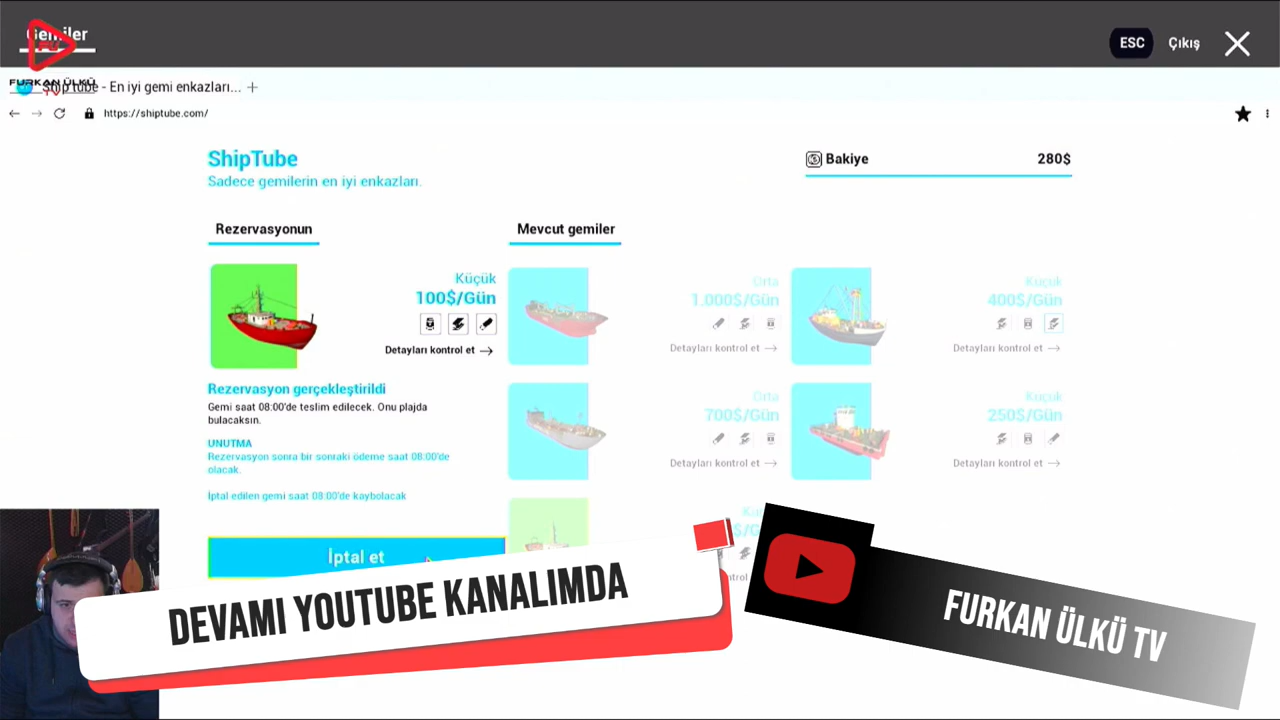 Gemiler
ESC
Çıkış
FURKAN ÜLKÜ
TV
Ship tube - En iyi gemi enkazları...
https://shiptube.com/
ShipTube
Sadece gemilerin en iyi enkazları.
Bakiye
280$
Rezervasyonun
Mevcut gemiler
Küçük
100$/Gün
Detayları kontrol et
Rezervasyon gerçekleştirildi
Gemi saat 08:00'de teslim edilecek. Onu plajda
bulacaksın.
UNUTMA
Rezervasyon sonra bir sonraki ödeme saat 08:00'de
olacak.
İptal edilen gemi saat 08:00'de kaybolacak
İptal et
Orta
1.000$/Gün
Detayları kontrol et
Küçük
400$/Gün
Detayları kontrol et
Orta
700$/Gün
Detayları kontrol et
Küçük
250$/Gün
Detayları kontrol et
DEVAMI YOUTUBE KANALIMDA
FURKAN ÜLKÜ TV